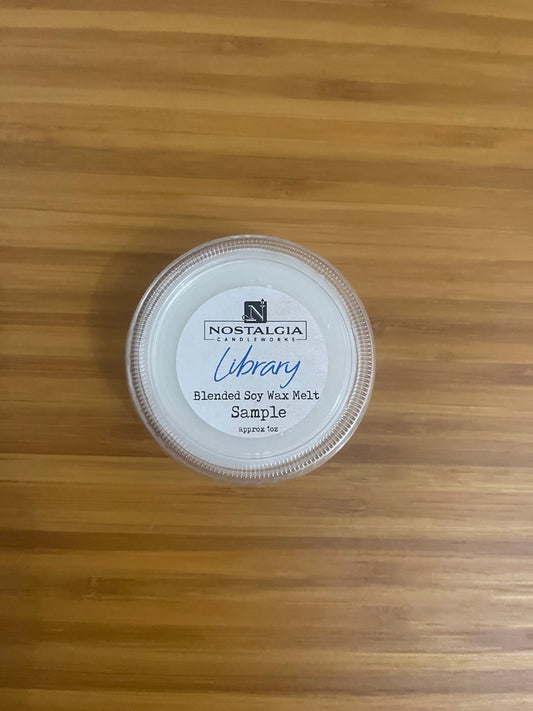 N
NOSTALGIA
CANDLEWORKS
Library
Blended Soy Wax Melt
Sample
approx 1oz